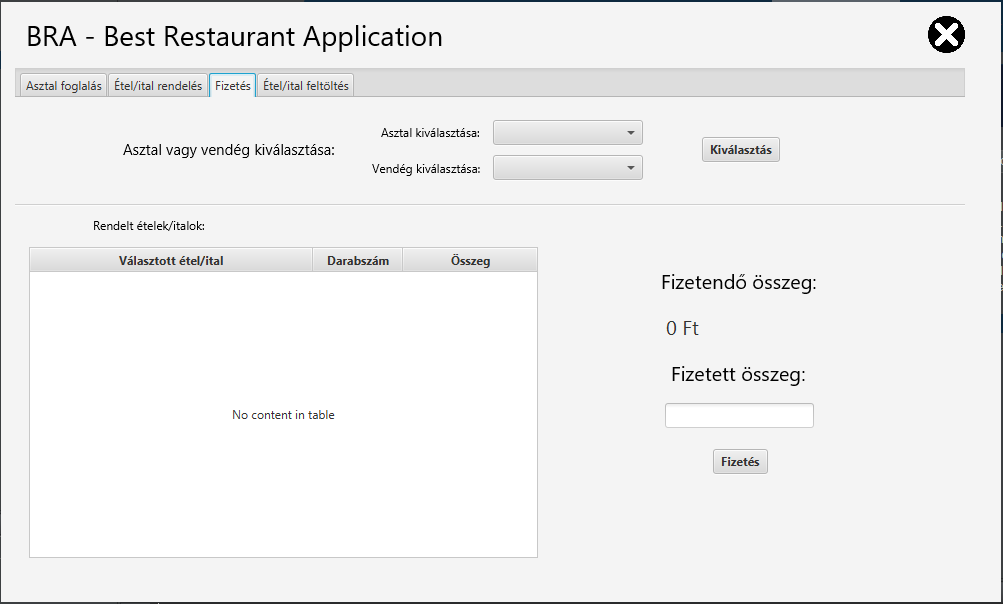 BRA - Best Restaurant Application
Asztal foglalás Étel/ital rendelés Fizetés Étel/ital feltöltés
Asztal kiválasztása:
Asztal vagy vendég kiválasztása:
Kiválasztás
Vendég kiválasztása:
Rendelt ételek/italok:
Választott étel/ital Darabszám Összeg
No content in table
Fizetendő összeg:
0 Ft
Fizetett összeg:
Fizetés